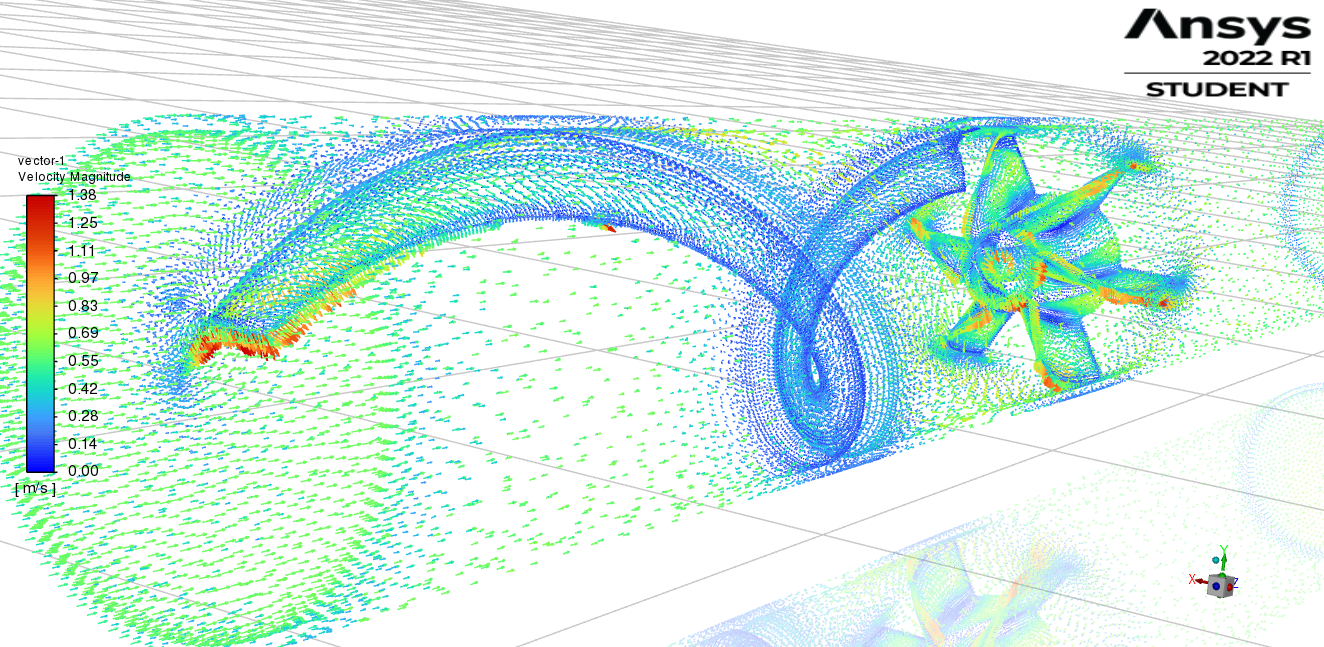 Ansys
2022 R1
STUDENT
vector-1
Velocity Magnitude
1.38
1.25
1.11
0.97
0.83
0.69
0.55
0.42
0.28
0.14
0.00
[ m/s ]
Y
X
Z